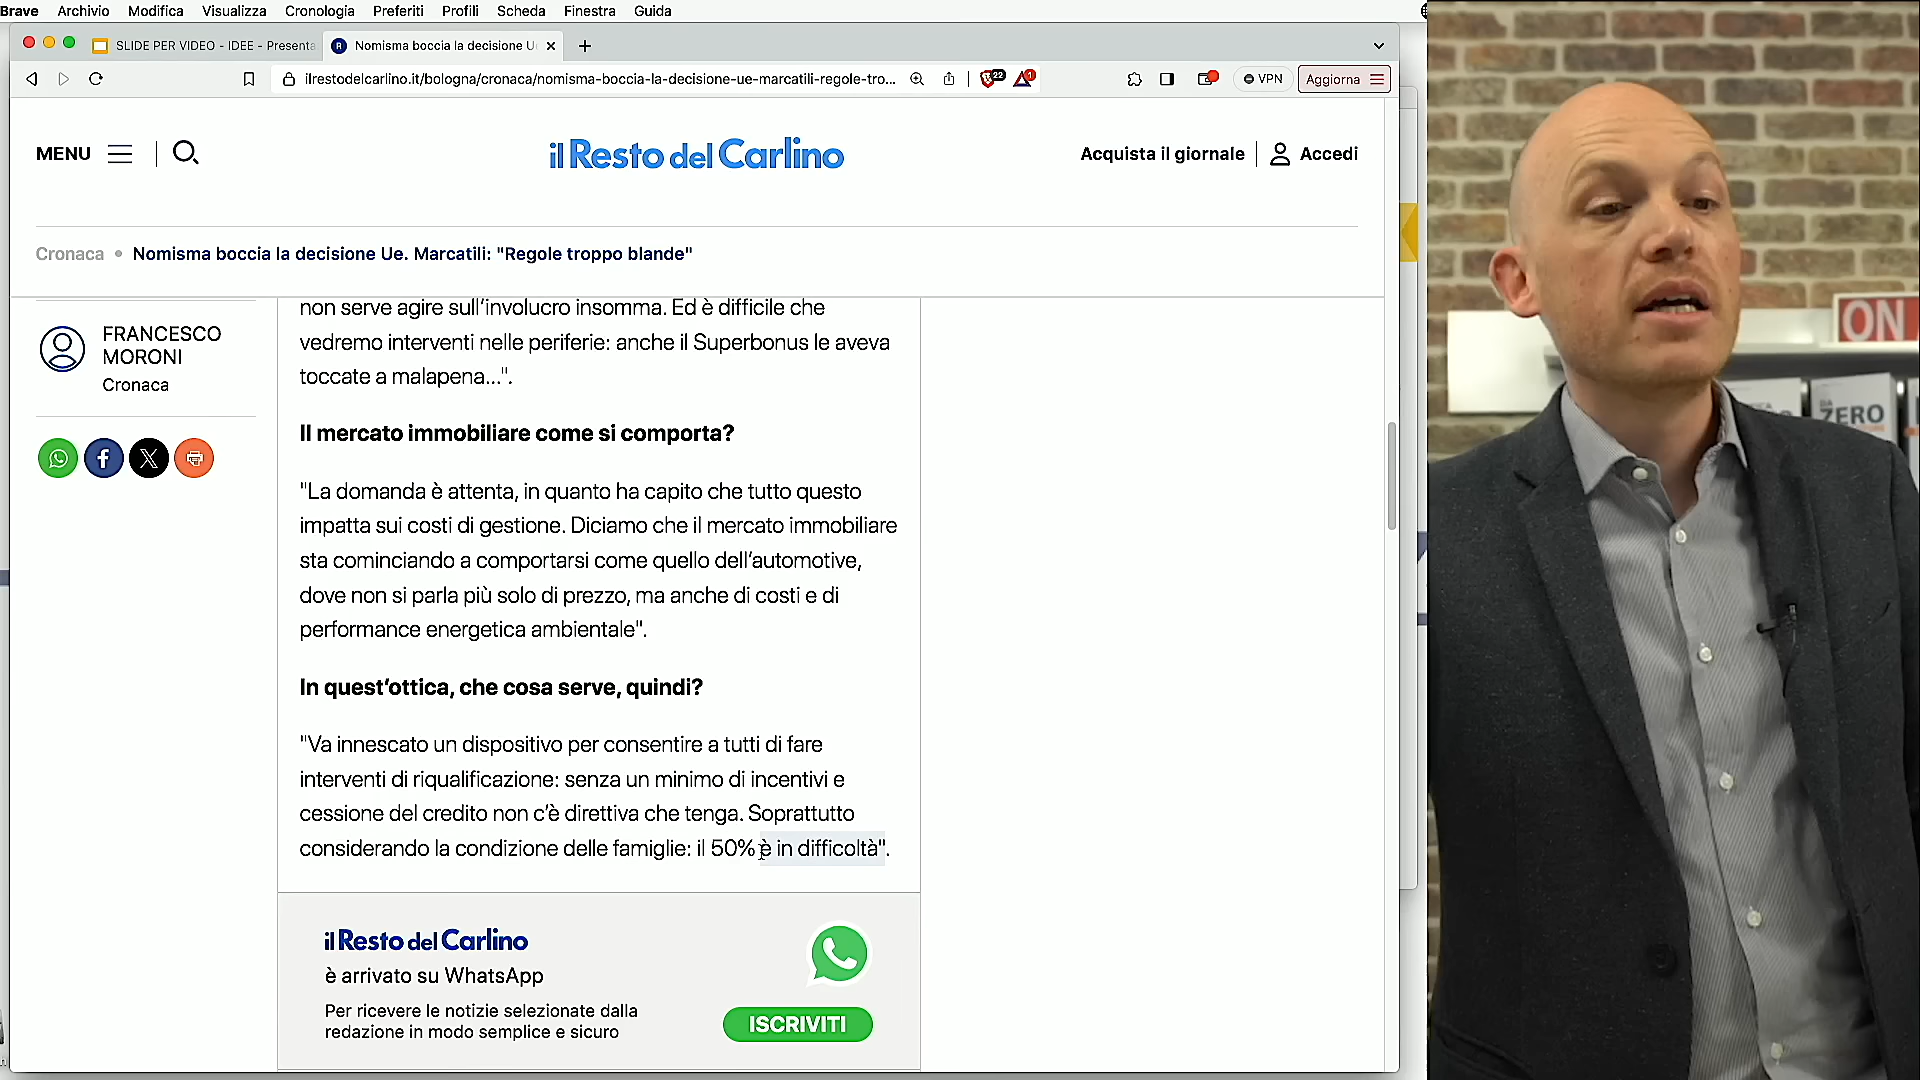 Brave Archivio Modifica Visualizza Cronologia Preferiti Profili Scheda Finestra Guida
SLIDE PER VIDEO - IDEE - Presenta
Nomisma boccia la decisione U
ilrestodelcarlino.it/bologna/cronaca/nomisma-boccia-la-decisione-ue-marcatili-regole-tro...
22
1
VPN
Aggiorna
MENU
il Resto del Carlino
Acquista il giornale
Accedi
Cronaca • Nomisma boccia la decisione Ue. Marcatili: "Regole troppo blande"
FRANCESCO
MORONI
Cronaca
non serve agire sull'involucro insomma. Ed è difficile che
vedremo interventi nelle periferie: anche il Superbonus le aveva
toccate a malapena...".
Il mercato immobiliare come si comporta?
"La domanda è attenta, in quanto ha capito che tutto questo
impatta sui costi di gestione. Diciamo che il mercato immobiliare
sta cominciando a comportarsi come quello dell'automotive,
dove non si parla più solo di prezzo, ma anche di costi e di
performance energetica ambientale".
In quest'ottica, che cosa serve, quindi?
"Va innescato un dispositivo per consentire a tutti di fare
interventi di riqualificazione: senza un minimo di incentivi e
cessione del credito non c'è direttiva che tenga. Soprattutto
considerando la condizione delle famiglie: il 50% è in difficoltà".
il Resto del Carlino
è arrivato su WhatsApp
Per ricevere le notizie selezionate dalla
redazione in modo semplice e sicuro
ISCRIVITI
ON
ZERO